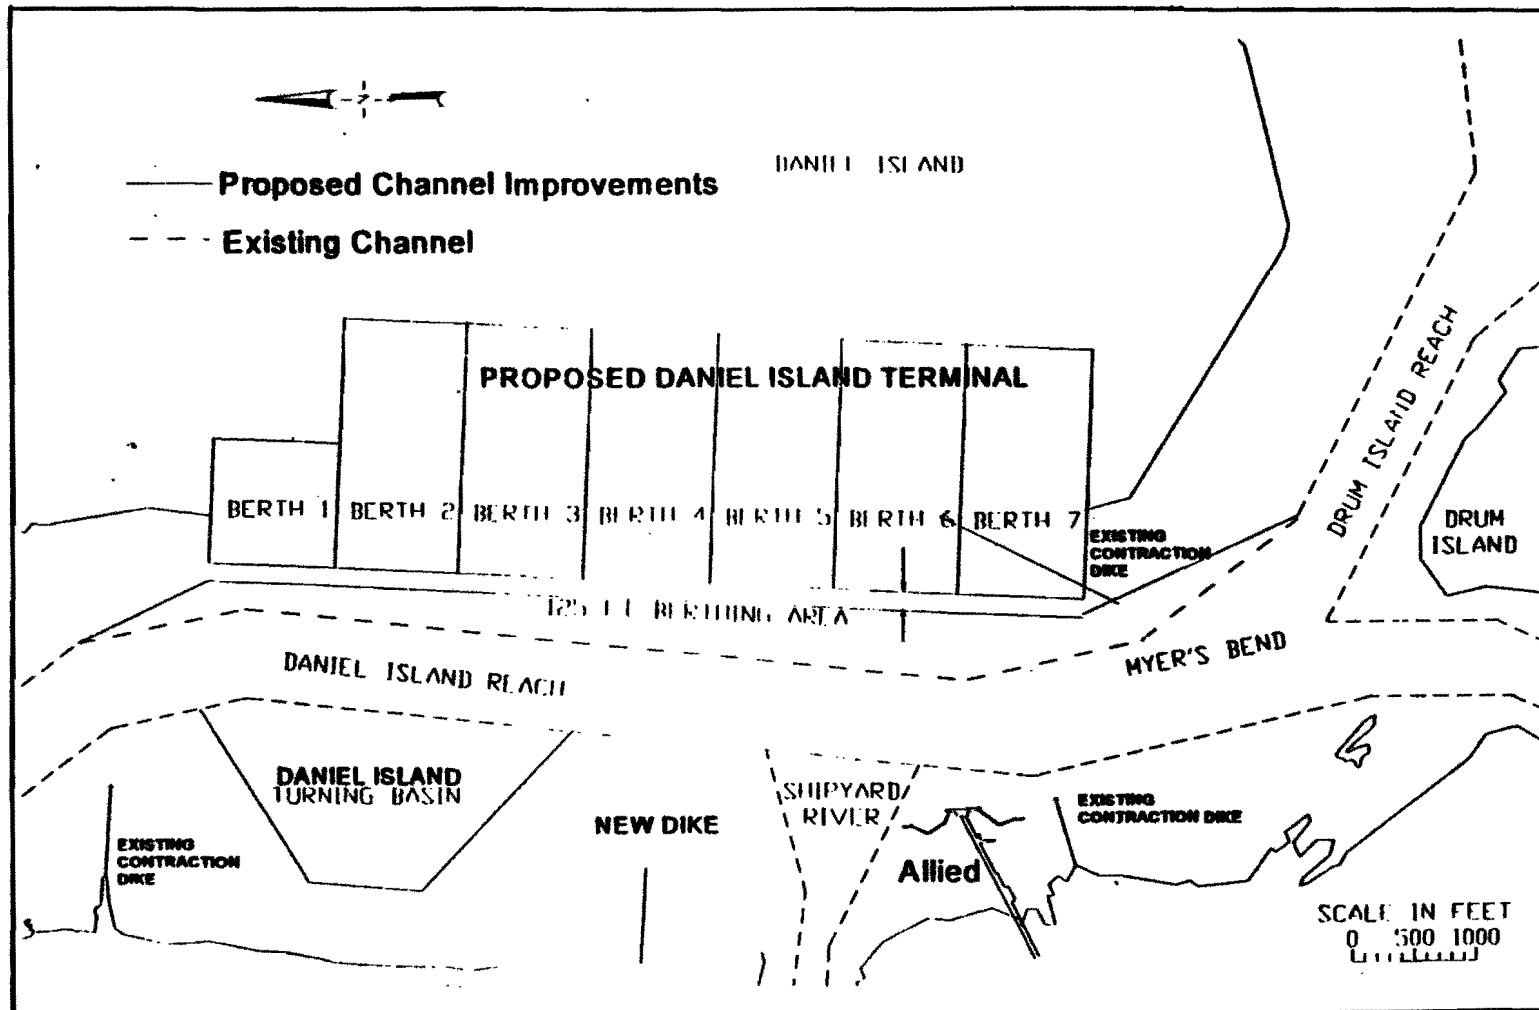 DANIEL ISLAND
Proposed Channel Improvements
Existing Channel
PROPOSED DANIEL ISLAND TERMINAL
BERTH 1 BERTH 2 BERTH 3 BERTH 4 BERTH 5 BERTH 6 BERTH 7
EXISTING
CONTRACTION
DIKE
125 FT BERTHING AREA
DRUM ISLAND REACH
DRUM
ISLAND
MYER'S BEND
DANIEL ISLAND REACH
DANIEL ISLAND
TURNING BASIN
SHIPYARD
RIVER
NEW DIKE
EXISTING
CONTRACTION DIKE
EXISTING
CONTRACTION
DIKE
Allied
SCALE IN FEET
0 500 1000